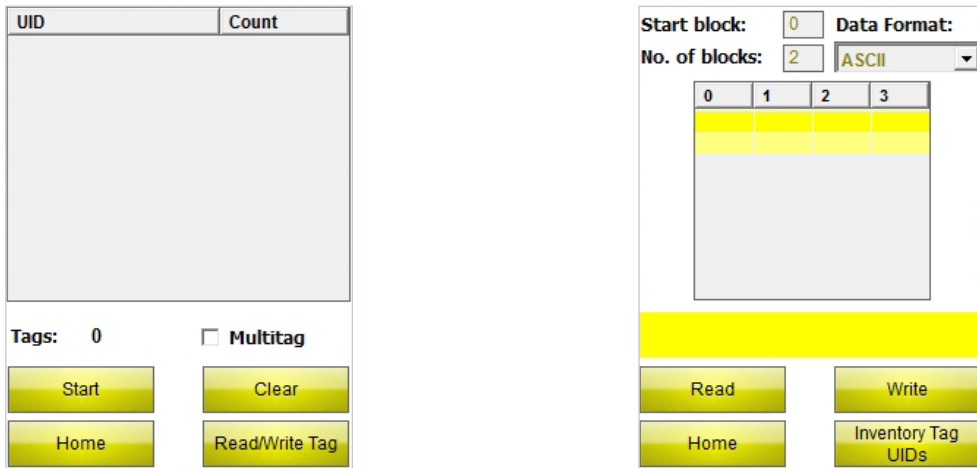 UID Count
Tags: 0 Multitag
Start Clear
Home Read/Write Tag
Start block: 0 Data Format:
No. of blocks: 2 ASCII
0 1 2 3
Read Write
Home Inventory Tag
UIDs